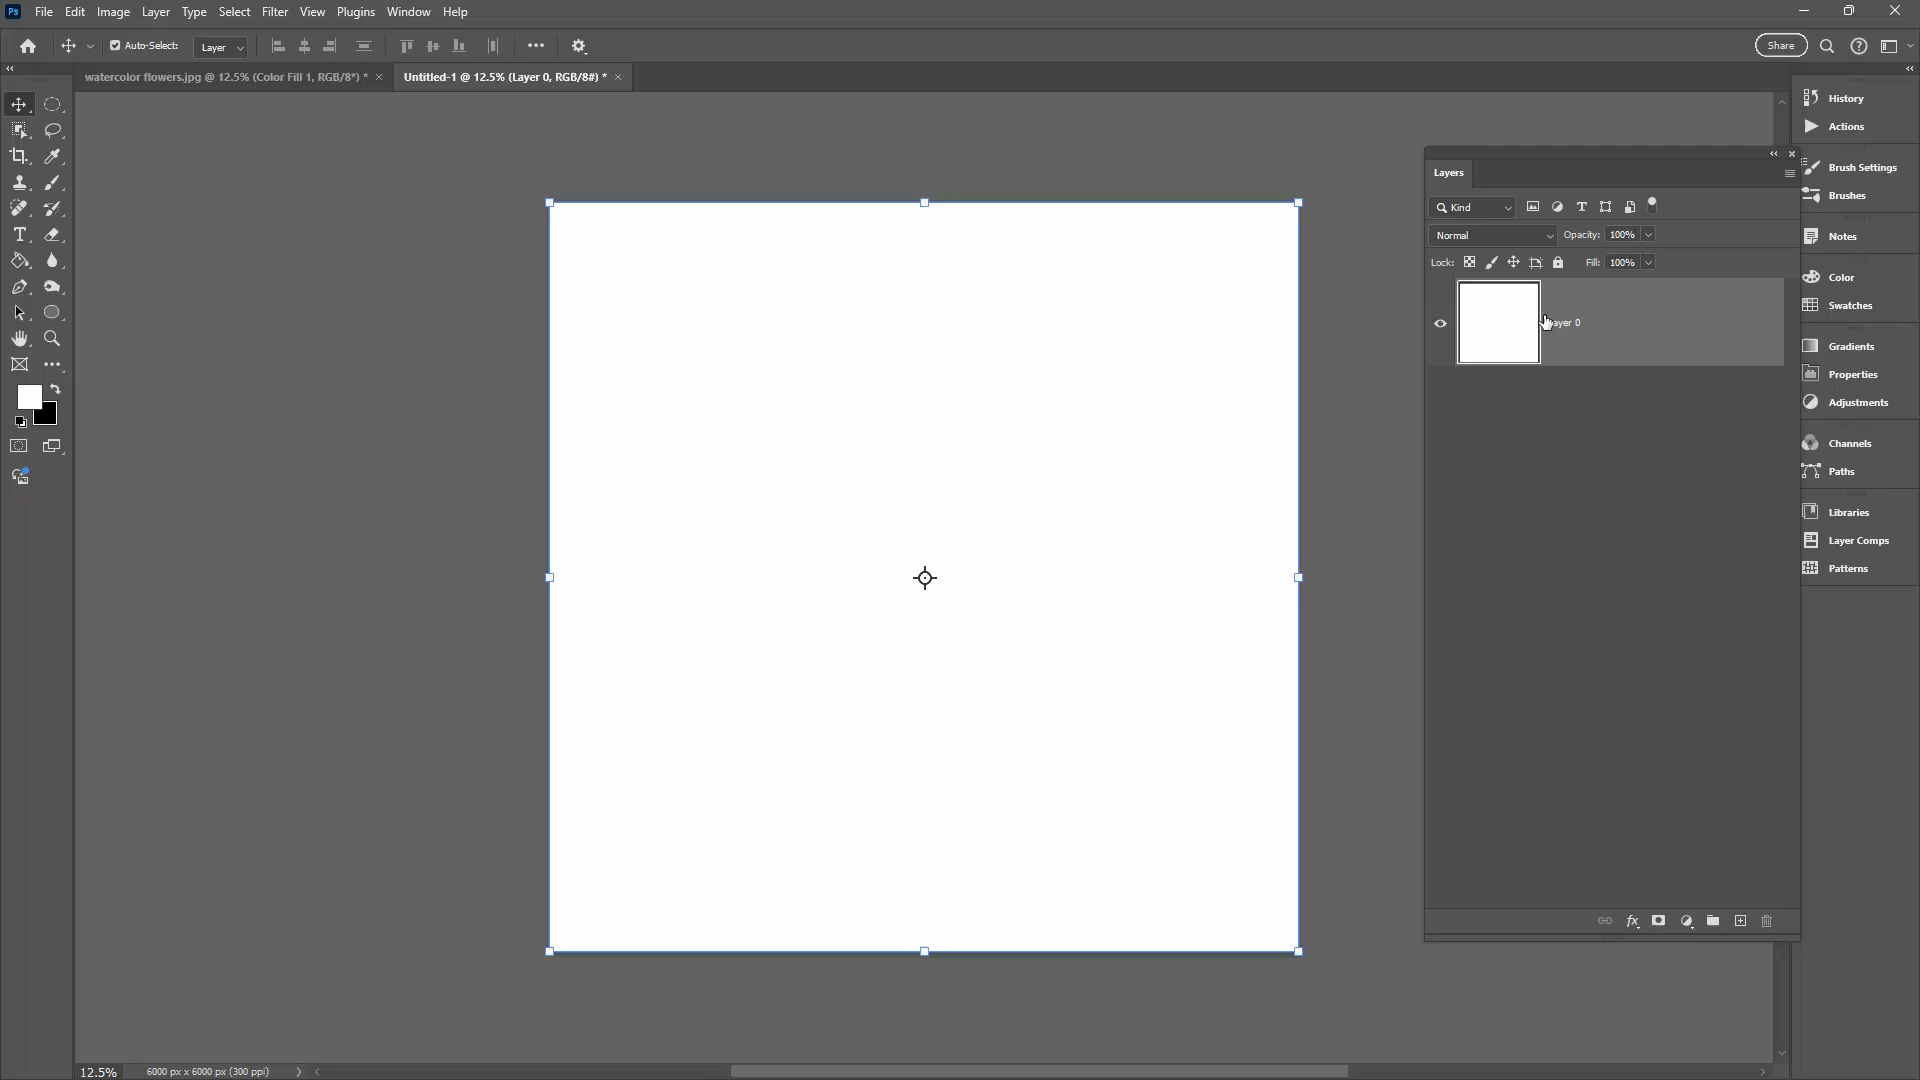 Ps File Edit Image Layer Type Select Filter View Plugins Window Help
Auto-Select: Layer Share
watercolor flowers.jpg @ 12.5% (Color Fill 1, RGB/8*) * × Untitled-1 @ 12.5% (Layer 0, RGB/8#) * ×
History
Actions
Brush Settings
Brushes
Notes
Color
Swatches
Gradients
Properties
Adjustments
Channels
Paths
Libraries
Layer Comps
Patterns
Layers
Kind
Normal Opacity: 100%
Lock: Fill: 100%
ayer 0
fx
12.5% 6000 px x 6000 px (300 ppi)